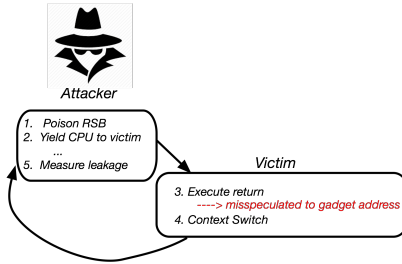 Attacker
1. Poison RSB
2. Yield CPU to victim
...
5. Measure leakage
Victim
3. Execute return
----> misspeculated to gadget address
4. Context Switch